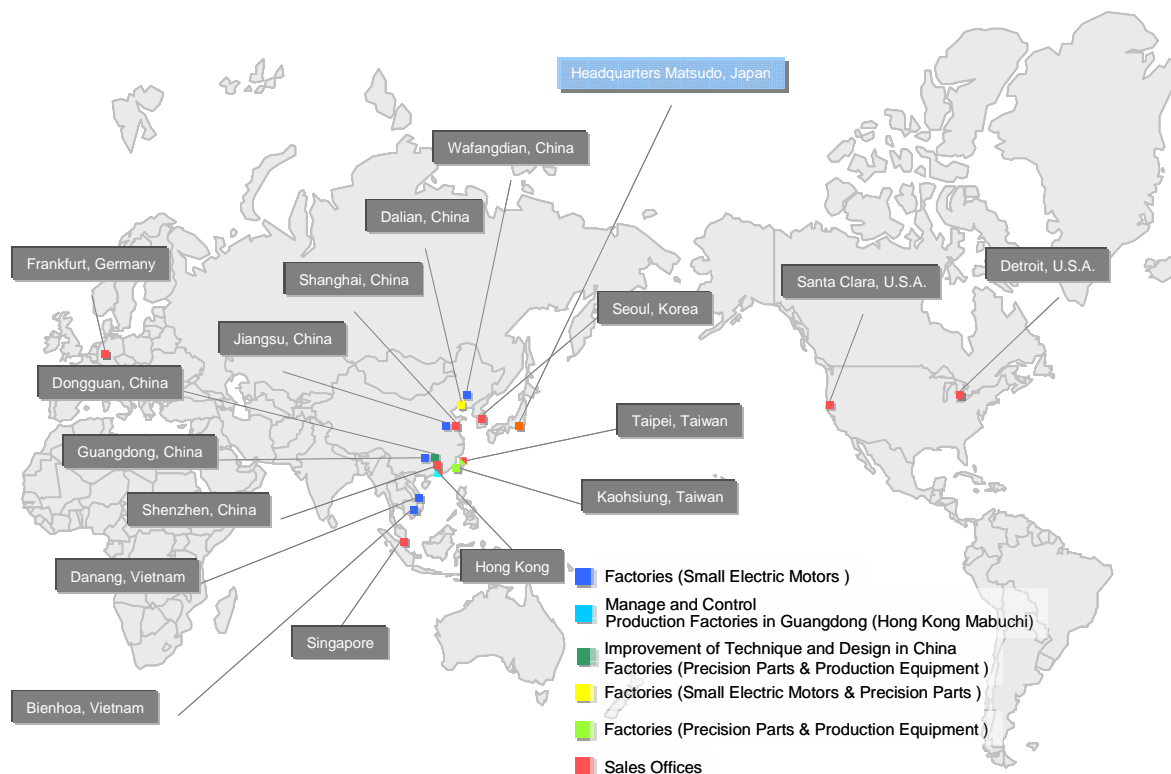 Headquarters Matsudo, Japan
Wafangdian, China
Dalian, China
Frankfurt, Germany
Shanghai, China
Santa Clara, U.S.A.
Detroit, U.S.A.
Seoul, Korea
Jiangsu, China
Dongguan, China
Taipei, Taiwan
Guangdong, China
Kaohsiung, Taiwan
Shenzhen, China
Hong Kong
Danang, Vietnam
Singapore
Bienhoa, Vietnam
Factories (Small Electric Motors )
Manage and Control
Production Factories in Guangdong (Hong Kong Mabuchi)
Improvement of Technique and Design in China
Factories (Precision Parts & Production Equipment )
Factories (Small Electric Motors & Precision Parts )
Factories (Precision Parts & Production Equipment )
Sales Offices